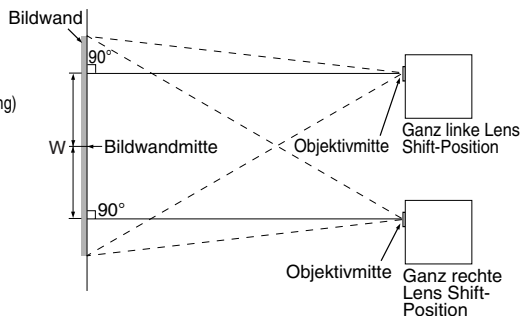 Bildwand
90°
ng)
W
Bildwandmitte
Objektivmitte
Ganz linke Lens
Shift-Position
90°
Objektivmitte
Ganz rechte
Lens Shift-
Position